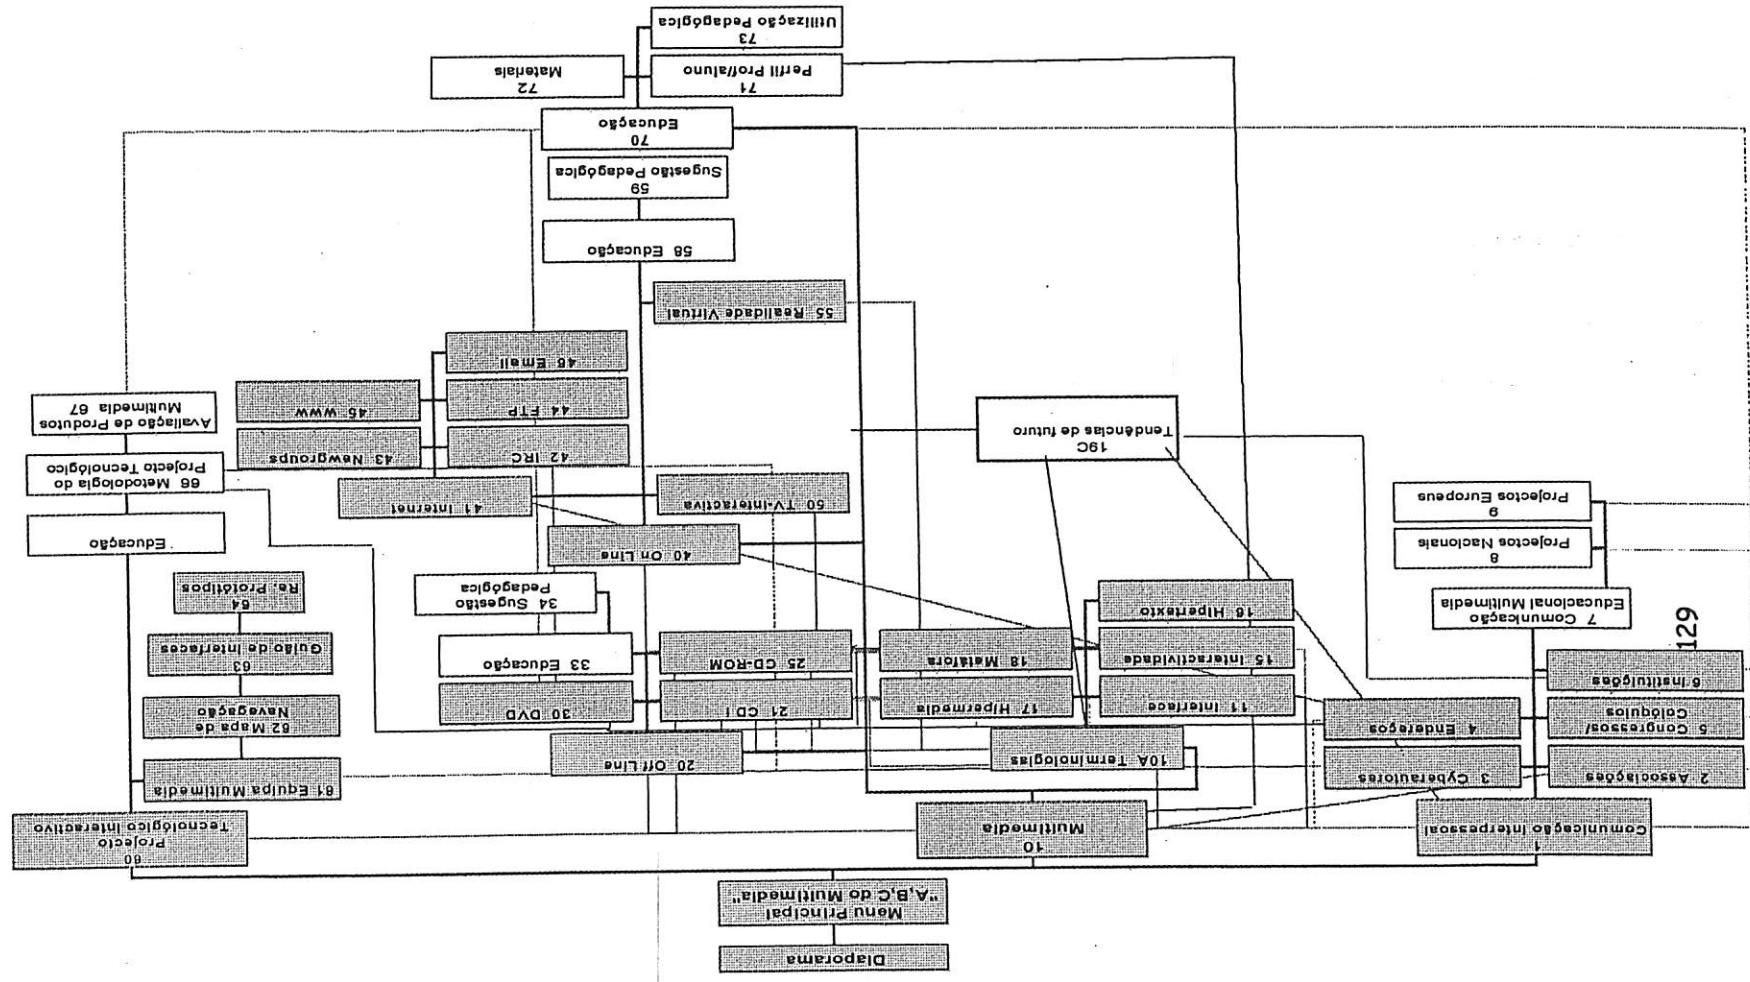 Diaporama
Menu Principal
"A,B,C do Multimedia"
1
Comunicação Interpessoal
10
Multimedia
60
Projecto
Tecnológico Interactivo
2 Associações
3 Cyberautores
5 Congressos/
Colóquios
4 Endereços
6 Instituições
7 Comunicação
Educacional Multimedia
8
Projectos Nacionais
9
Projectos Europeus
10A Terminologias
11 Interface
17 Hipermedia
15 Interactividade
18 Metáfora
16 Hipertexto
19C
Tendências de futuro
20 Off Line
21 CD I
30 DVD
25 CD-ROM
33 Educação
34 Sugestão
Pedagógica
40 On Line
50 TV-Interactiva
41 Internet
42 IRC
43 Newgroups
44 FTP
45 WWW
46 Email
55 Realidade Virtual
58 Educação
59
Sugestão Pedagógica
70
Educação
71
Perfil Prof/aluno
72
Materiais
73
Utilização Pedagógica
61 Equipa Multimedia
62 Mapa de
Navegação
63
Guião de Interfaces
64
Re. Protótipos
Educação
66 Metodologia do
Projecto Tecnológico
Avaliação de Produtos
Multimedia 67
129